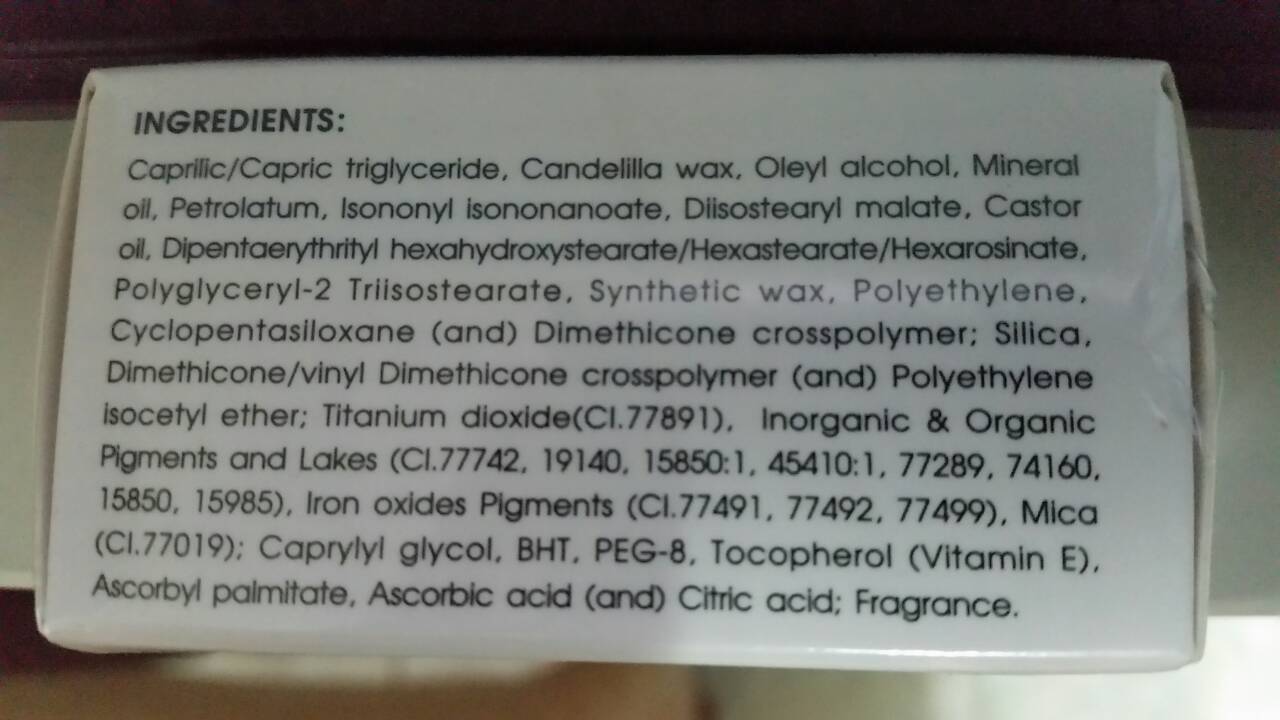 INGREDIENTS:
Caprilic/Capric triglyceride, Candelilla wax, Oleyl alcohol, Mineral
oil, Petrolatum, Isononyl isononanoate, Diisostearyl malate, Castor
oil, Dipentaerythrityl hexahydroxystearate/Hexastearate/Hexarosinate,
Polyglyceryl-2 Triisostearate, Synthetic wax, Polyethylene,
Cyclopentasiloxane (and) Dimethicone crosspolymer; Silica,
Dimethicone/vinyl Dimethicone crosspolymer (and) Polyethylene
isocetyl ether; Titanium dioxide(CI.77891), Inorganic & Organic
Pigments and Lakes (CI.77742, 19140, 15850:1, 45410:1, 77289, 74160,
15850, 15985), Iron oxides Pigments (CI.77491, 77492, 77499), Mica
(CI.77019); Caprylyl glycol, BHT, PEG-8, Tocopherol (Vitamin E),
Ascorbyl palmitate, Ascorbic acid (and) Citric acid; Fragrance.